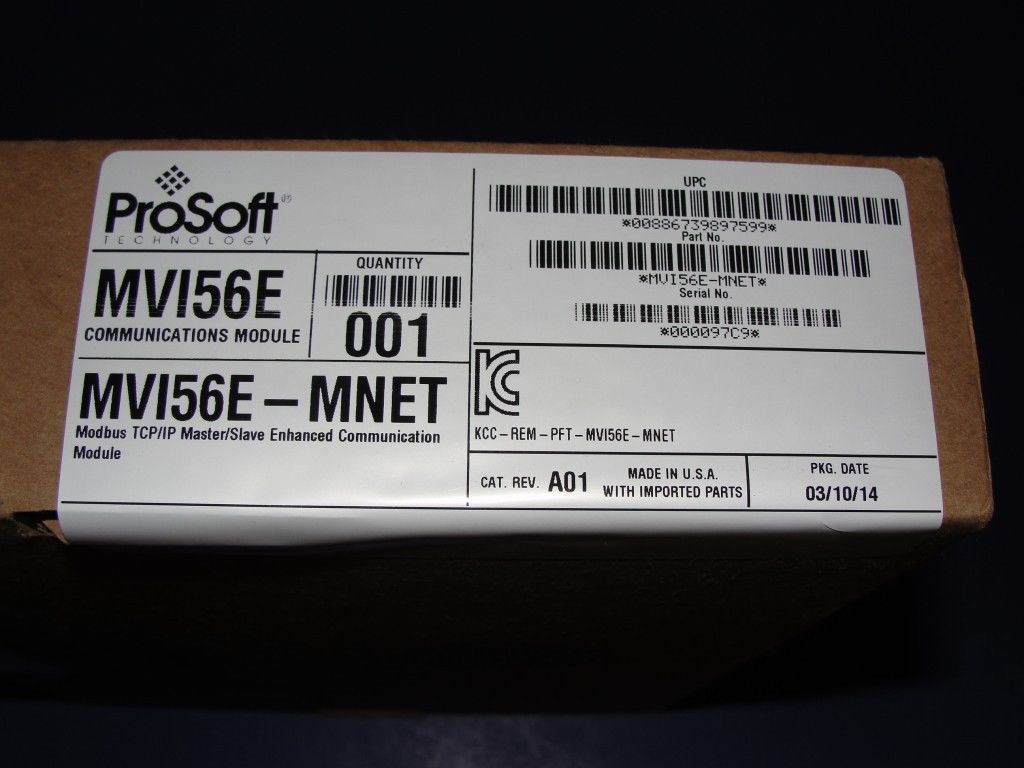 ProSoft®
TECHNOLOGY
MVI56E
COMMUNICATIONS MODULE
QUANTITY
001
MVI56E-MNET
Modbus TCP/IP Master/Slave Enhanced Communication
Module
UPC
*00886739897599*
Part No.
*MVI56E-MNET*
Serial No.
*000097C9*
KC
KCC-REM-PFT-MVI56E-MNET
CAT. REV. A01
MADE IN U.S.A.
WITH IMPORTED PARTS
PKG. DATE
03/10/14